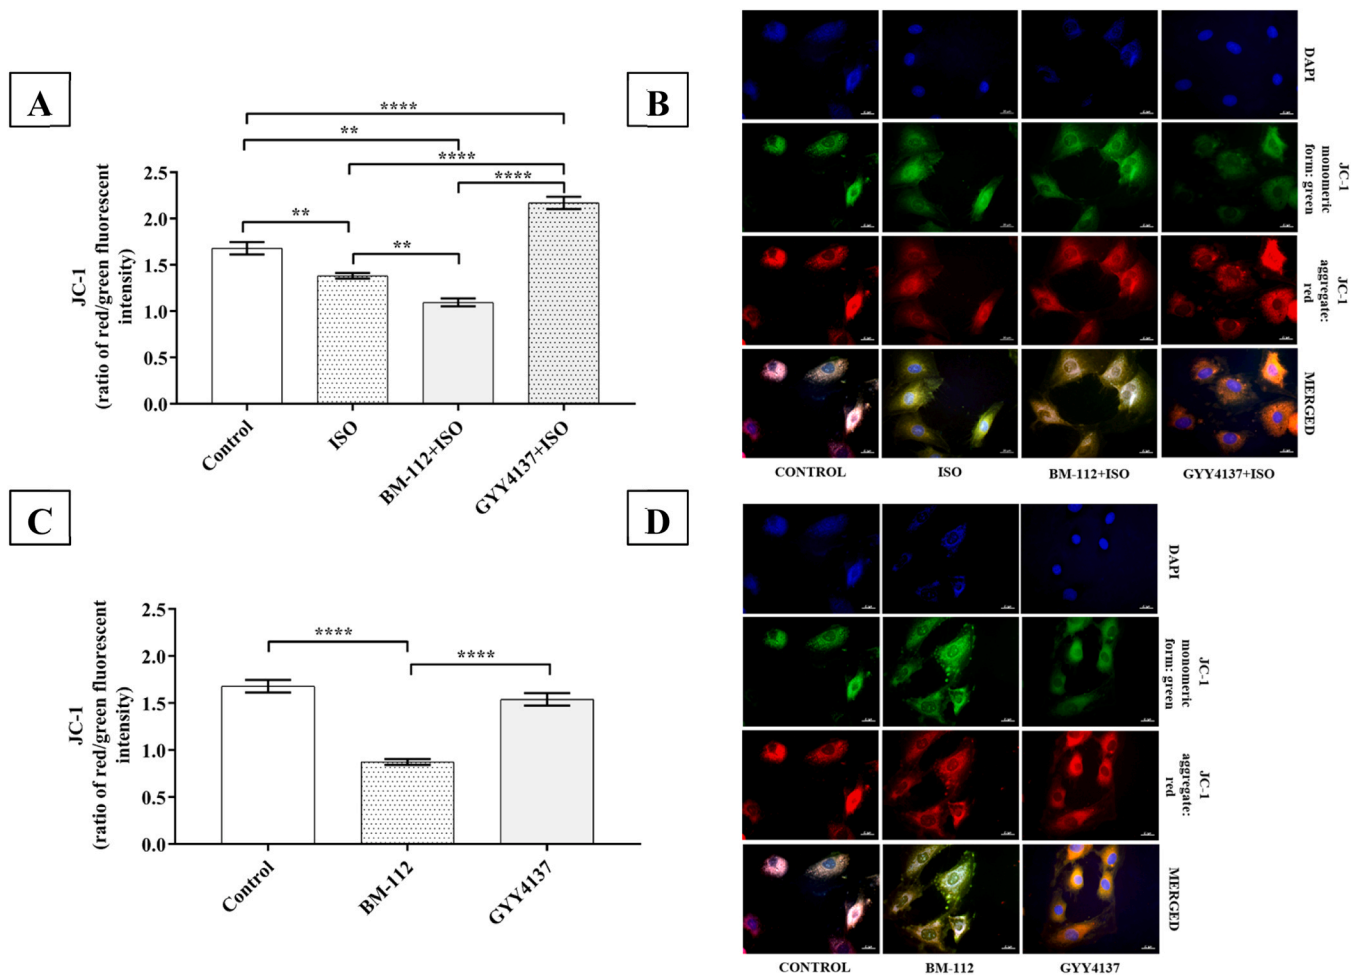 A
B
****
**
****
****
**
**
JC-1
(ratio of red/green fluorescent
intensity)
2.5
2.0
1.5
1.0
0.5
0.0
Control
ISO
BM-112+ISO
GYY4137+ISO
DAPI
JC-1
monomeric
form: green
JC-1
aggregate:
red
MERGED
CONTROL
ISO
BM-112+ISO
GYY4137+ISO
C
D
****
****
JC-1
(ratio of red/green fluorescent
intensity)
2.5
2.0
1.5
1.0
0.5
0.0
Control
BM-112
GYY4137
DAPI
JC-1
monomeric
form: green
JC-1
aggregate:
red
MERGED
CONTROL
BM-112
GYY4137